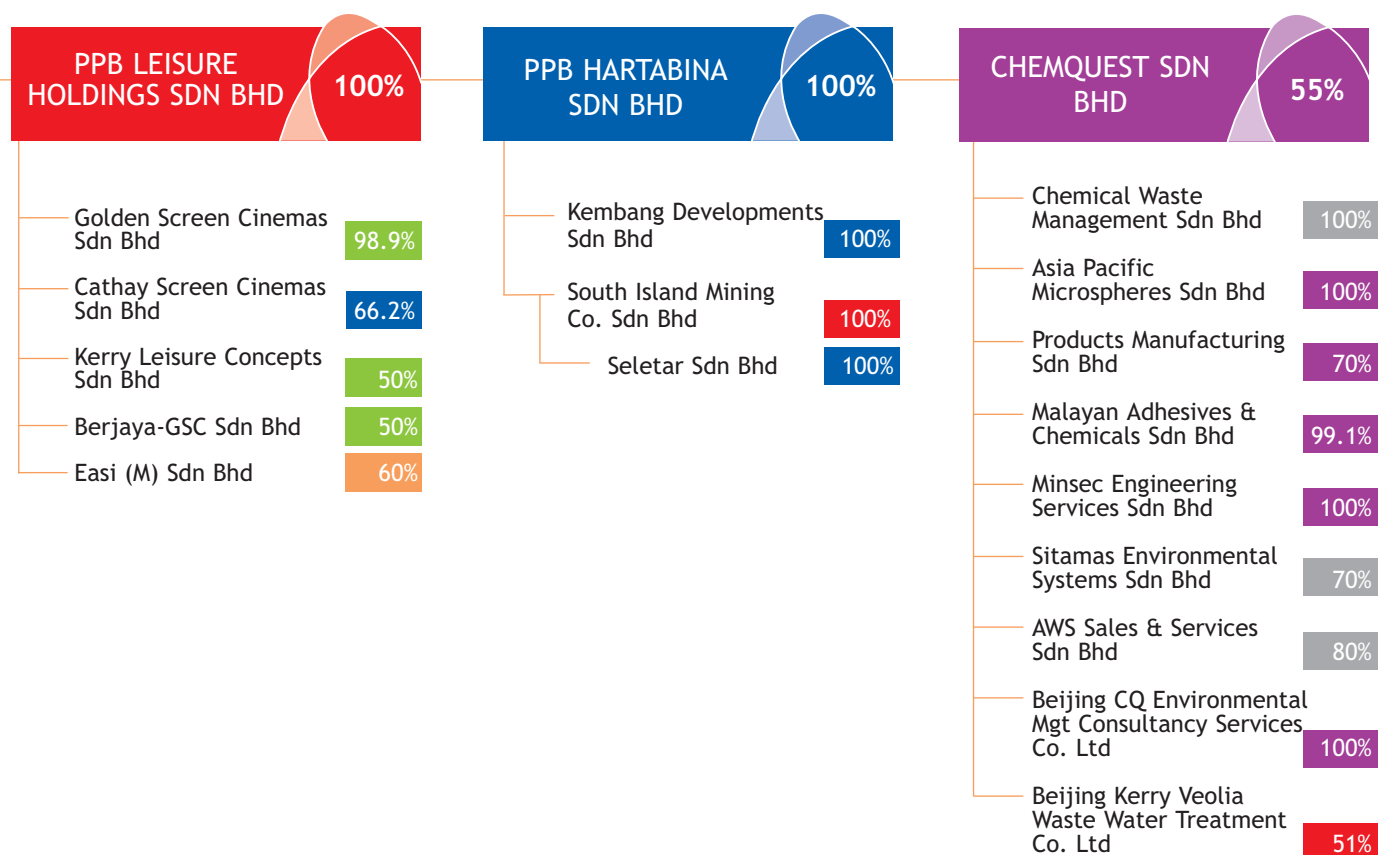 PPB LEISURE
HOLDINGS SDN BHD
100%
Golden Screen Cinemas
Sdn Bhd
98.9%
Cathay Screen Cinemas
Sdn Bhd
66.2%
Kerry Leisure Concepts
Sdn Bhd
50%
Berjaya-GSC Sdn Bhd
50%
Easi (M) Sdn Bhd
60%
PPB HARTABINA
SDN BHD
100%
Kembang Developments
Sdn Bhd
100%
South Island Mining
Co. Sdn Bhd
100%
Seletar Sdn Bhd
100%
CHEMQUEST SDN
BHD
55%
Chemical Waste
Management Sdn Bhd
100%
Asia Pacific
Microspheres Sdn Bhd
100%
Products Manufacturing
Sdn Bhd
70%
Malayan Adhesives &
Chemicals Sdn Bhd
99.1%
Minsec Engineering
Services Sdn Bhd
100%
Sitamas Environmental
Systems Sdn Bhd
70%
AWS Sales & Services
Sdn Bhd
80%
Beijing CQ Environmental
Mgt Consultancy Services
Co. Ltd
100%
Beijing Kerry Veolia
Waste Water Treatment
Co. Ltd
51%